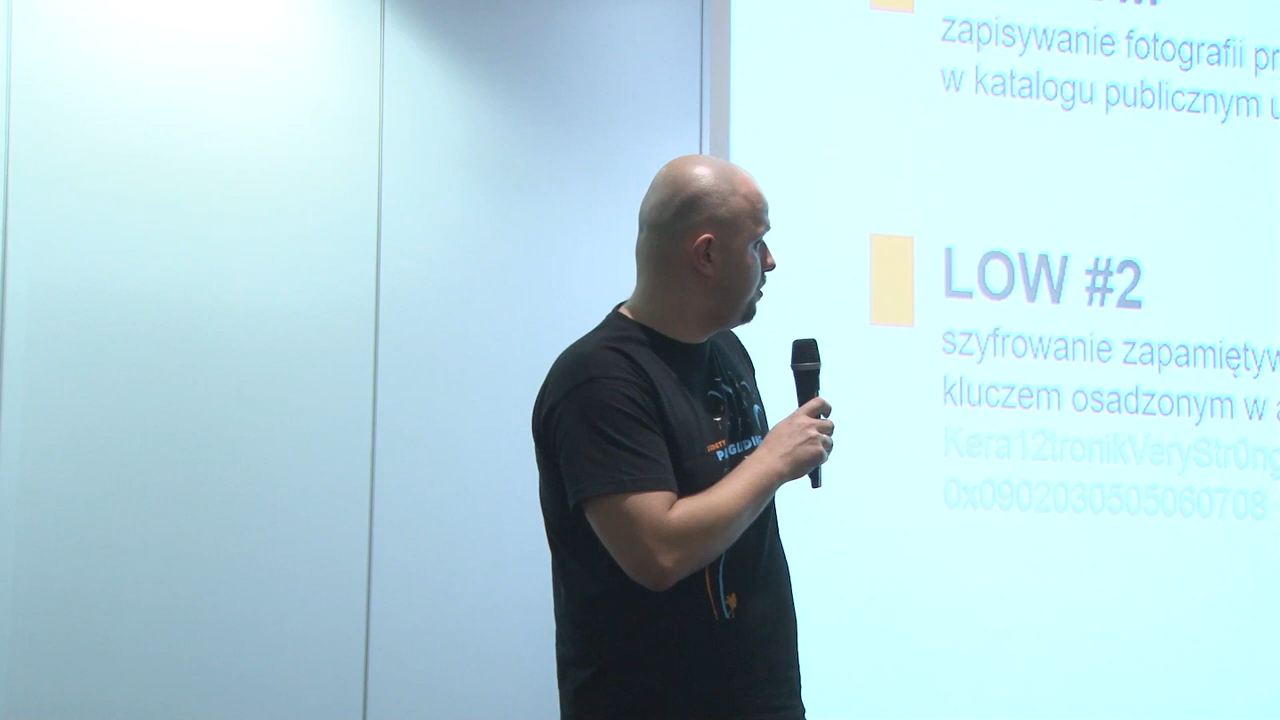 zapisywanie fotografii
w katalogu publicznym
LOW #2
szyfrowanie
kluczem osadzonym w
Kera12tronikVeryStr0ng
0x0902030505060708